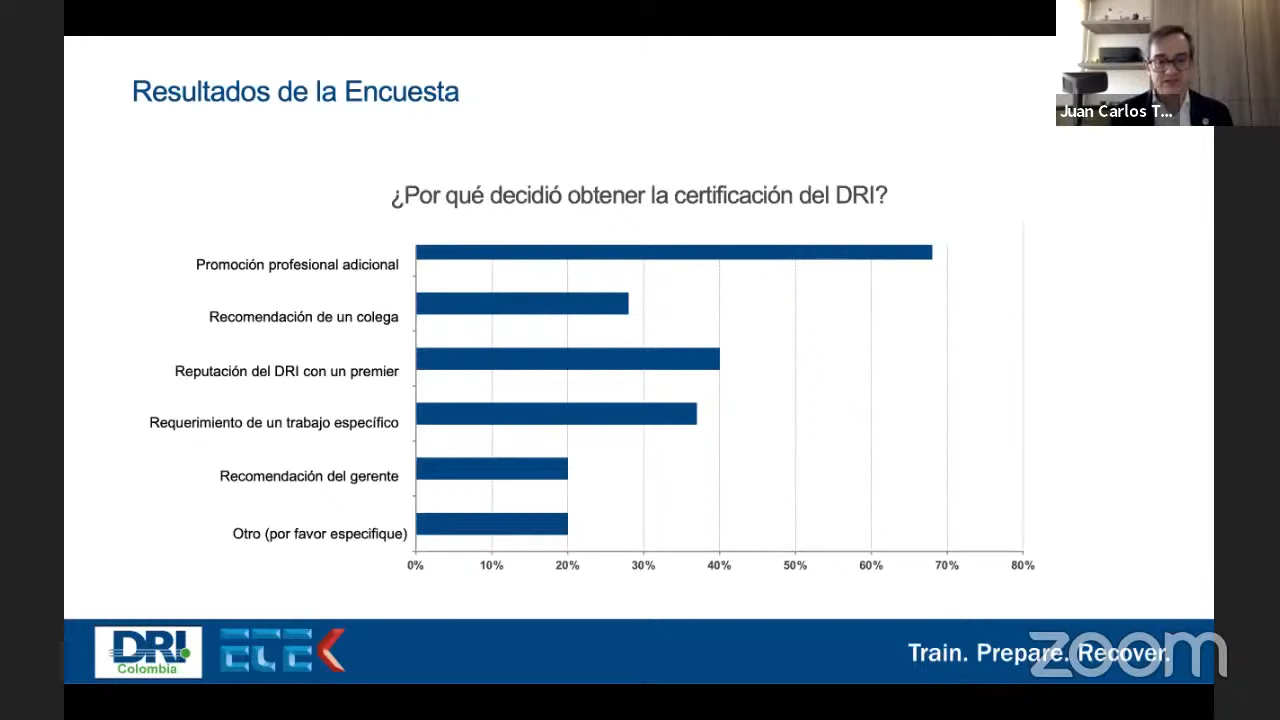 Resultados de la Encuesta
Juan Carlos T...
¿Por qué decidió obtener la certificación del DRI?
Promoción profesional adicional
Recomendación de un colega
Reputación del DRI con un premier
Requerimiento de un trabajo específico
Recomendación del gerente
Otro (por favor especifique)
0% 10% 20% 30% 40% 50% 60% 70% 80%
DRI
Colombia
ECEK
Train. Prepare. Recover.
zoom